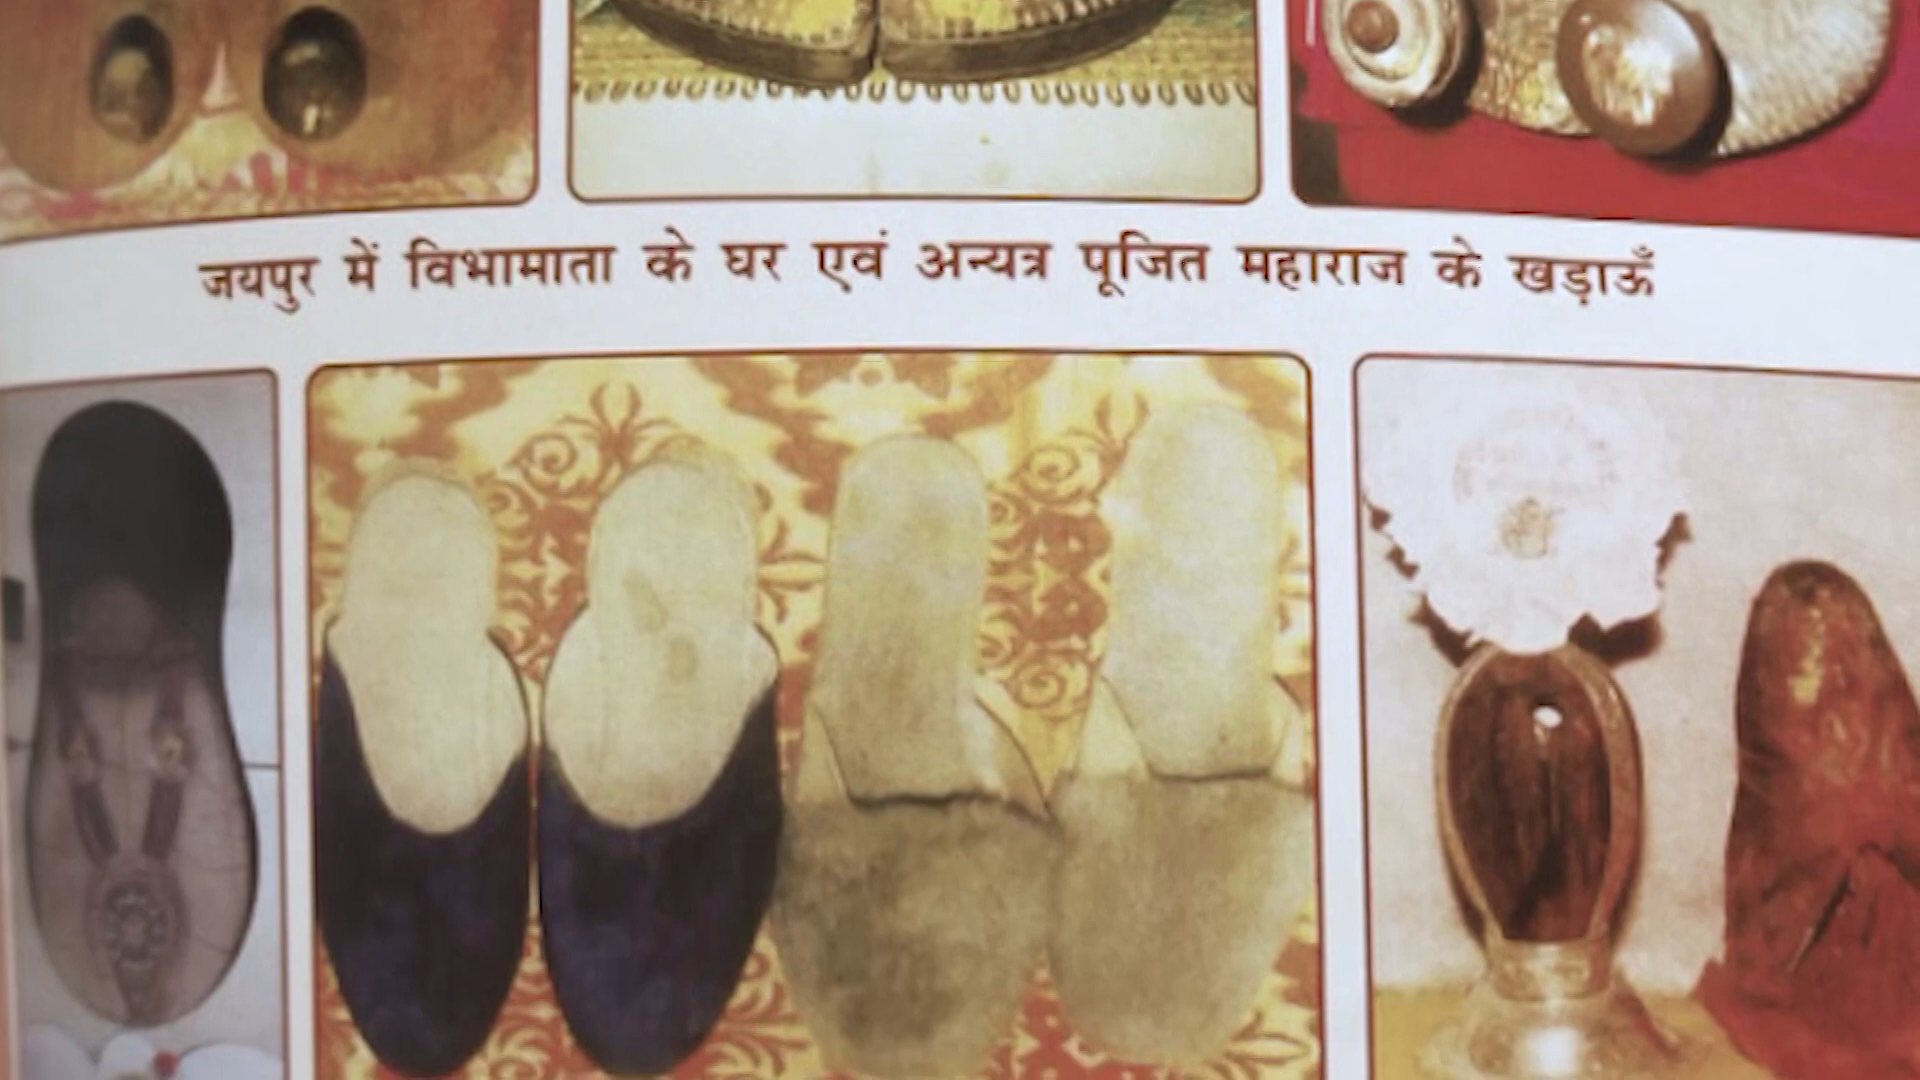 जयपुर में विभामाता के घर एवं अन्यत्र पूजित महाराज के खड़ाऊँ